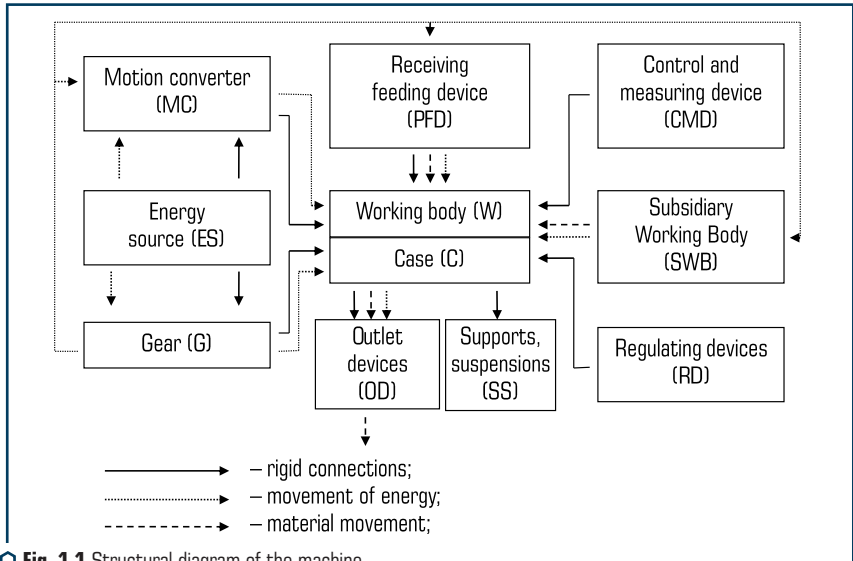 Motion converter
(MC)
Receiving
feeding device
(PFD)
Control and
measuring device
(CMD)
Energy
source (ES)
Working body (W)
Case (C)
Subsidiary
Working Body
(SWB)
Gear (G)
Outlet
devices
(OD)
Supports,
suspensions
(SS)
Regulating devices
(RD)
– rigid connections;
– movement of energy;
– material movement;
Fig. 1.1 Structural diagram of the machine